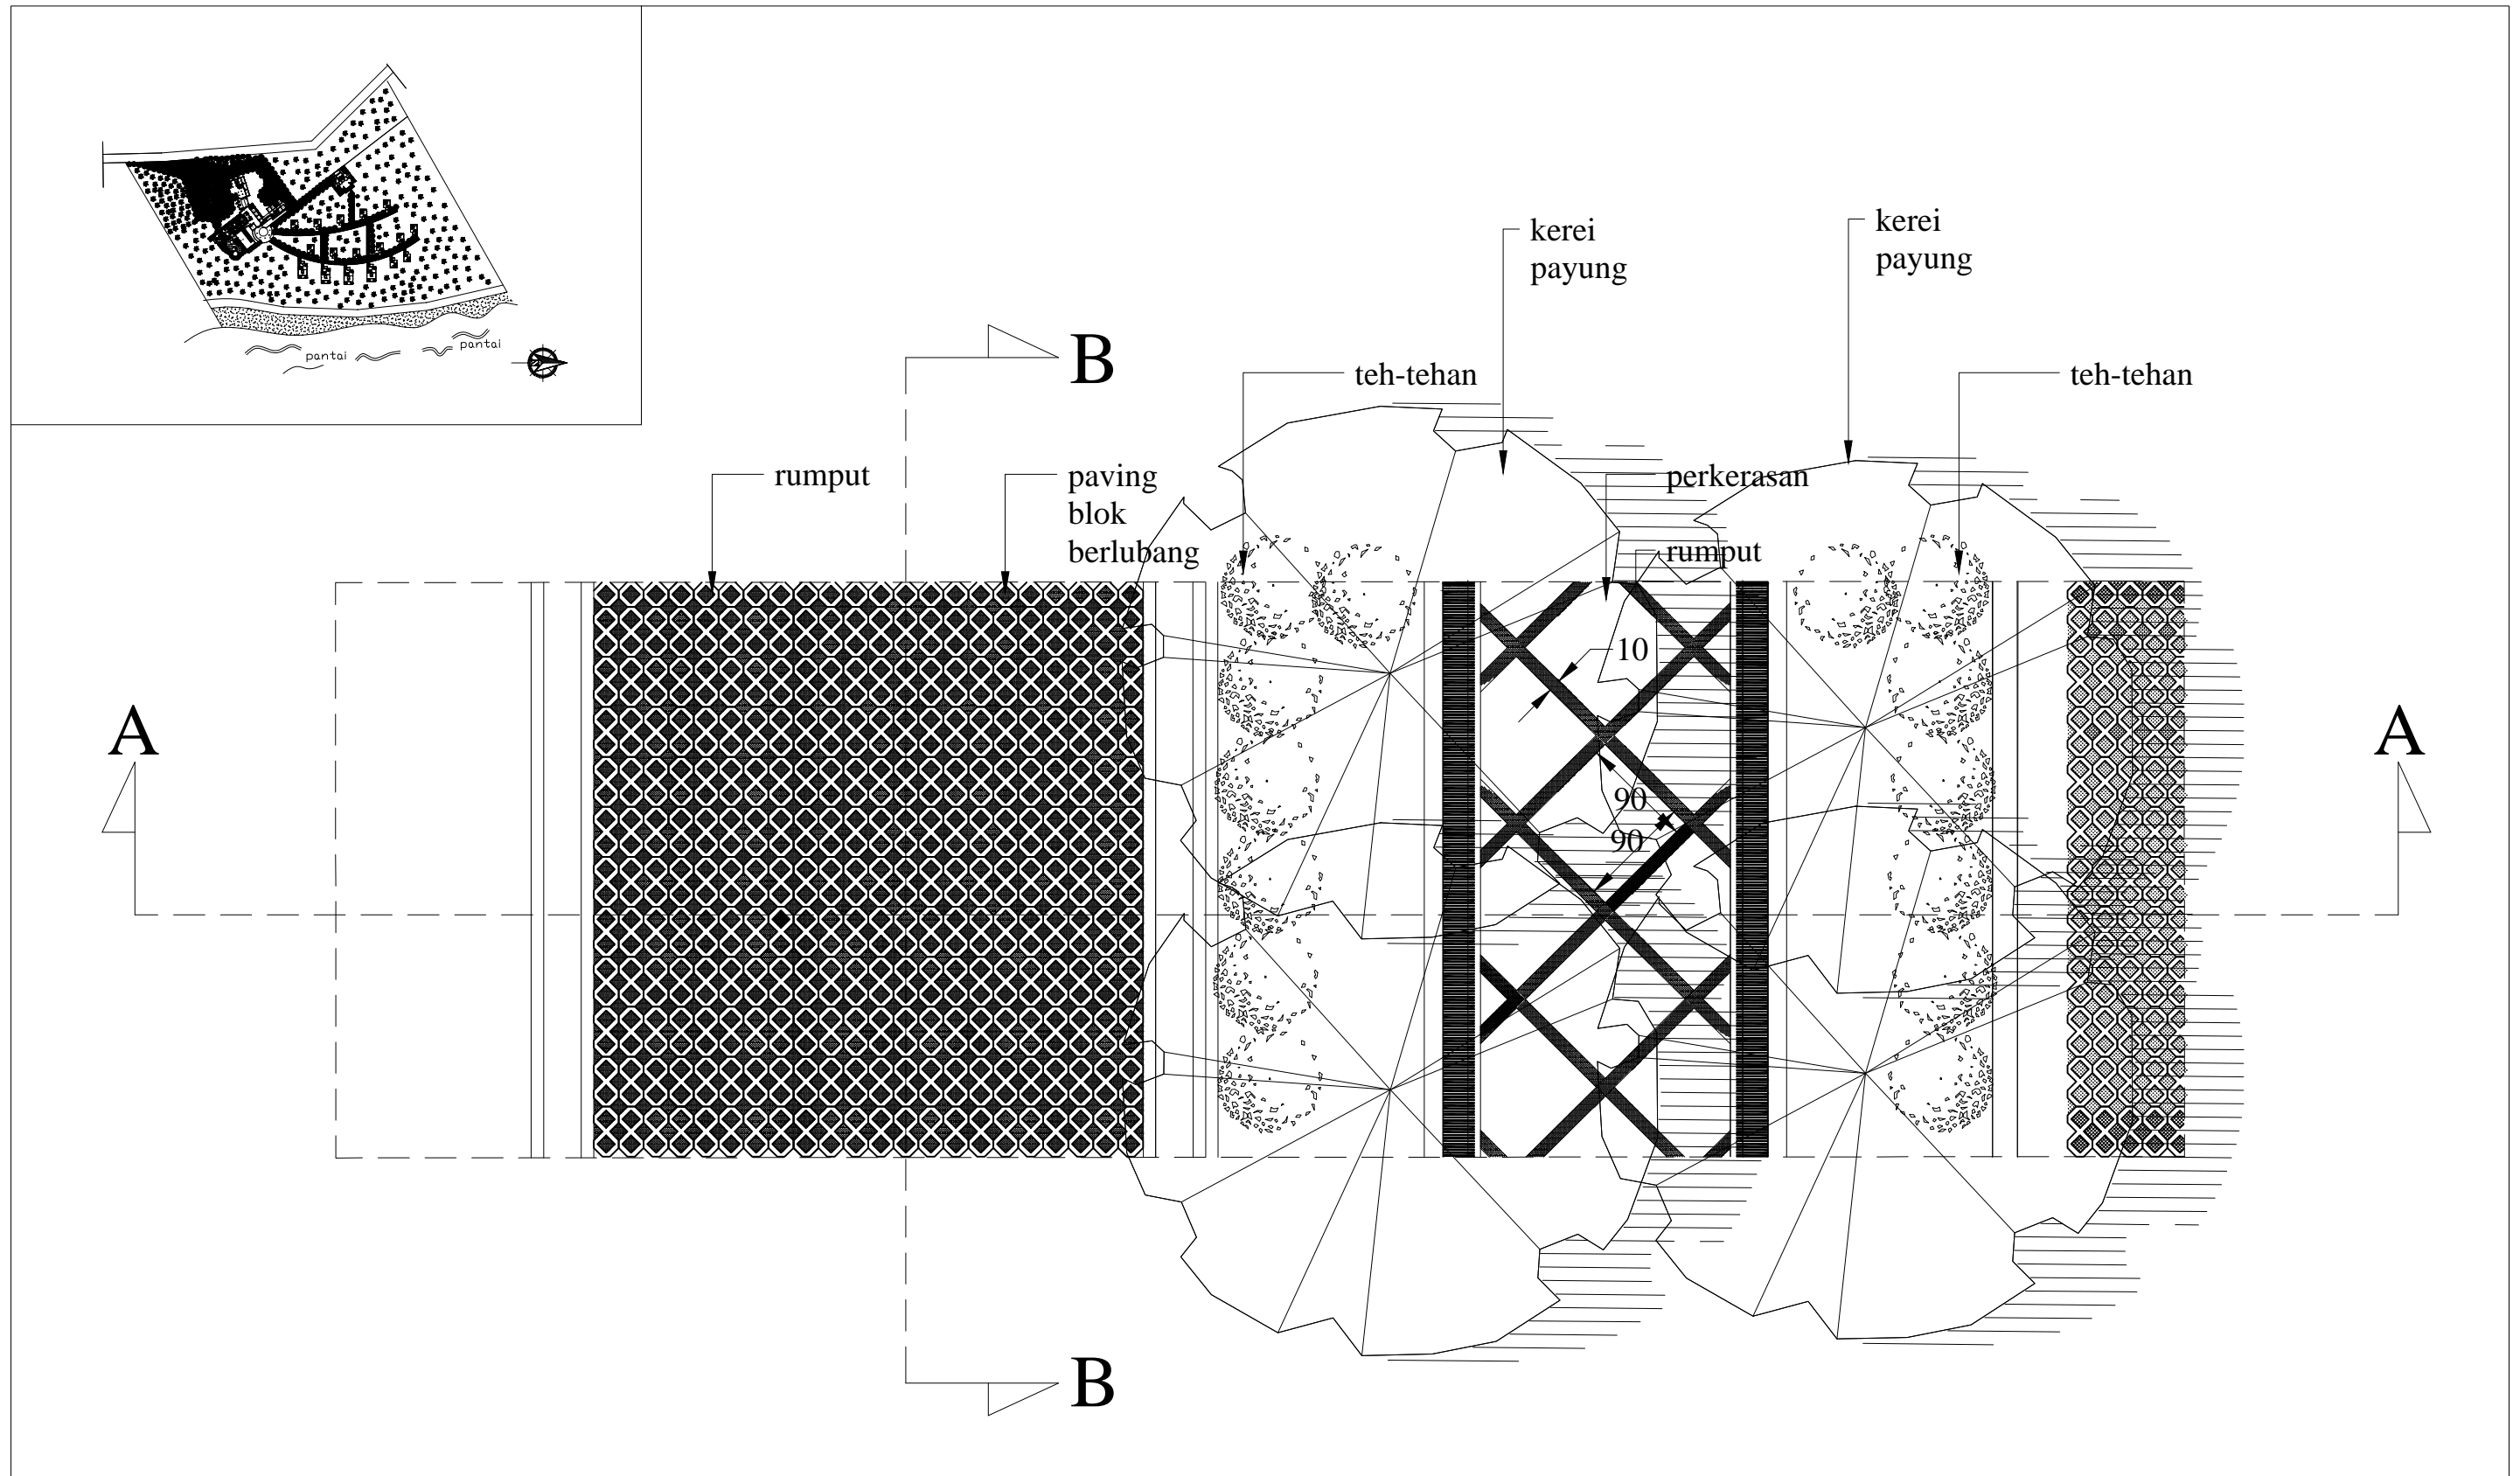 pantai
pantai
kerei
payung
kerei
payung
B
teh-tehan
teh-tehan
rumput
paving
blok
berlubang
perkerasan
rumput
10
A
A
90
90
B